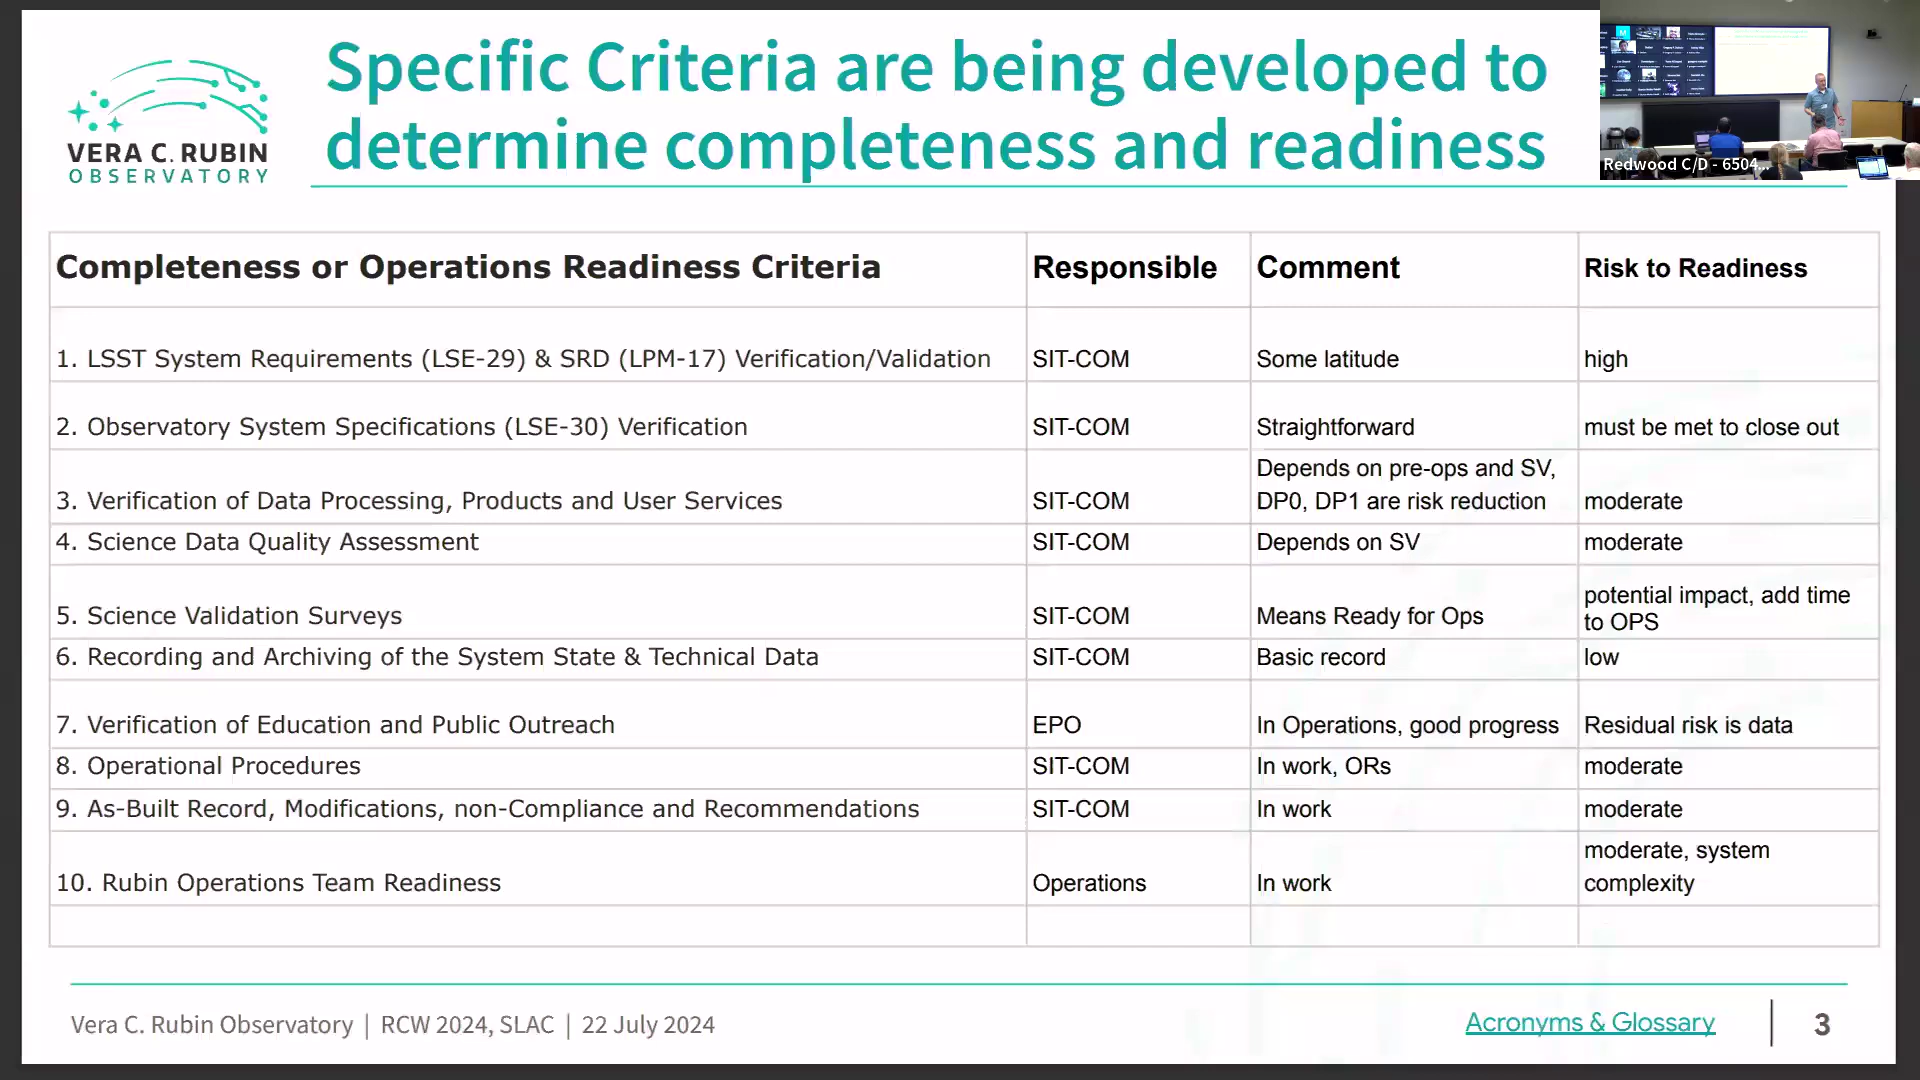 Specific Criteria are being developed to
determine completeness and readiness
VERA C. RUBIN
OBSERVATORY
Redwood C/D - 6504...
Completeness or Operations Readiness Criteria Responsible Comment Risk to Readiness
1. LSST System Requirements (LSE-29) & SRD (LPM-17) Verification/Validation SIT-COM Some latitude high
2. Observatory System Specifications (LSE-30) Verification SIT-COM Straightforward must be met to close out
3. Verification of Data Processing, Products and User Services SIT-COM Depends on pre-ops and SV,
DP0, DP1 are risk reduction moderate
4. Science Data Quality Assessment SIT-COM Depends on SV moderate
5. Science Validation Surveys SIT-COM Means Ready for Ops potential impact, add time
to OPS
6. Recording and Archiving of the System State & Technical Data SIT-COM Basic record low
7. Verification of Education and Public Outreach EPO In Operations, good progress Residual risk is data
8. Operational Procedures SIT-COM In work, ORs moderate
9. As-Built Record, Modifications, non-Compliance and Recommendations SIT-COM In work moderate
10. Rubin Operations Team Readiness Operations In work moderate, system
complexity
Vera C. Rubin Observatory | RCW 2024, SLAC | 22 July 2024
Acronyms & Glossary
3